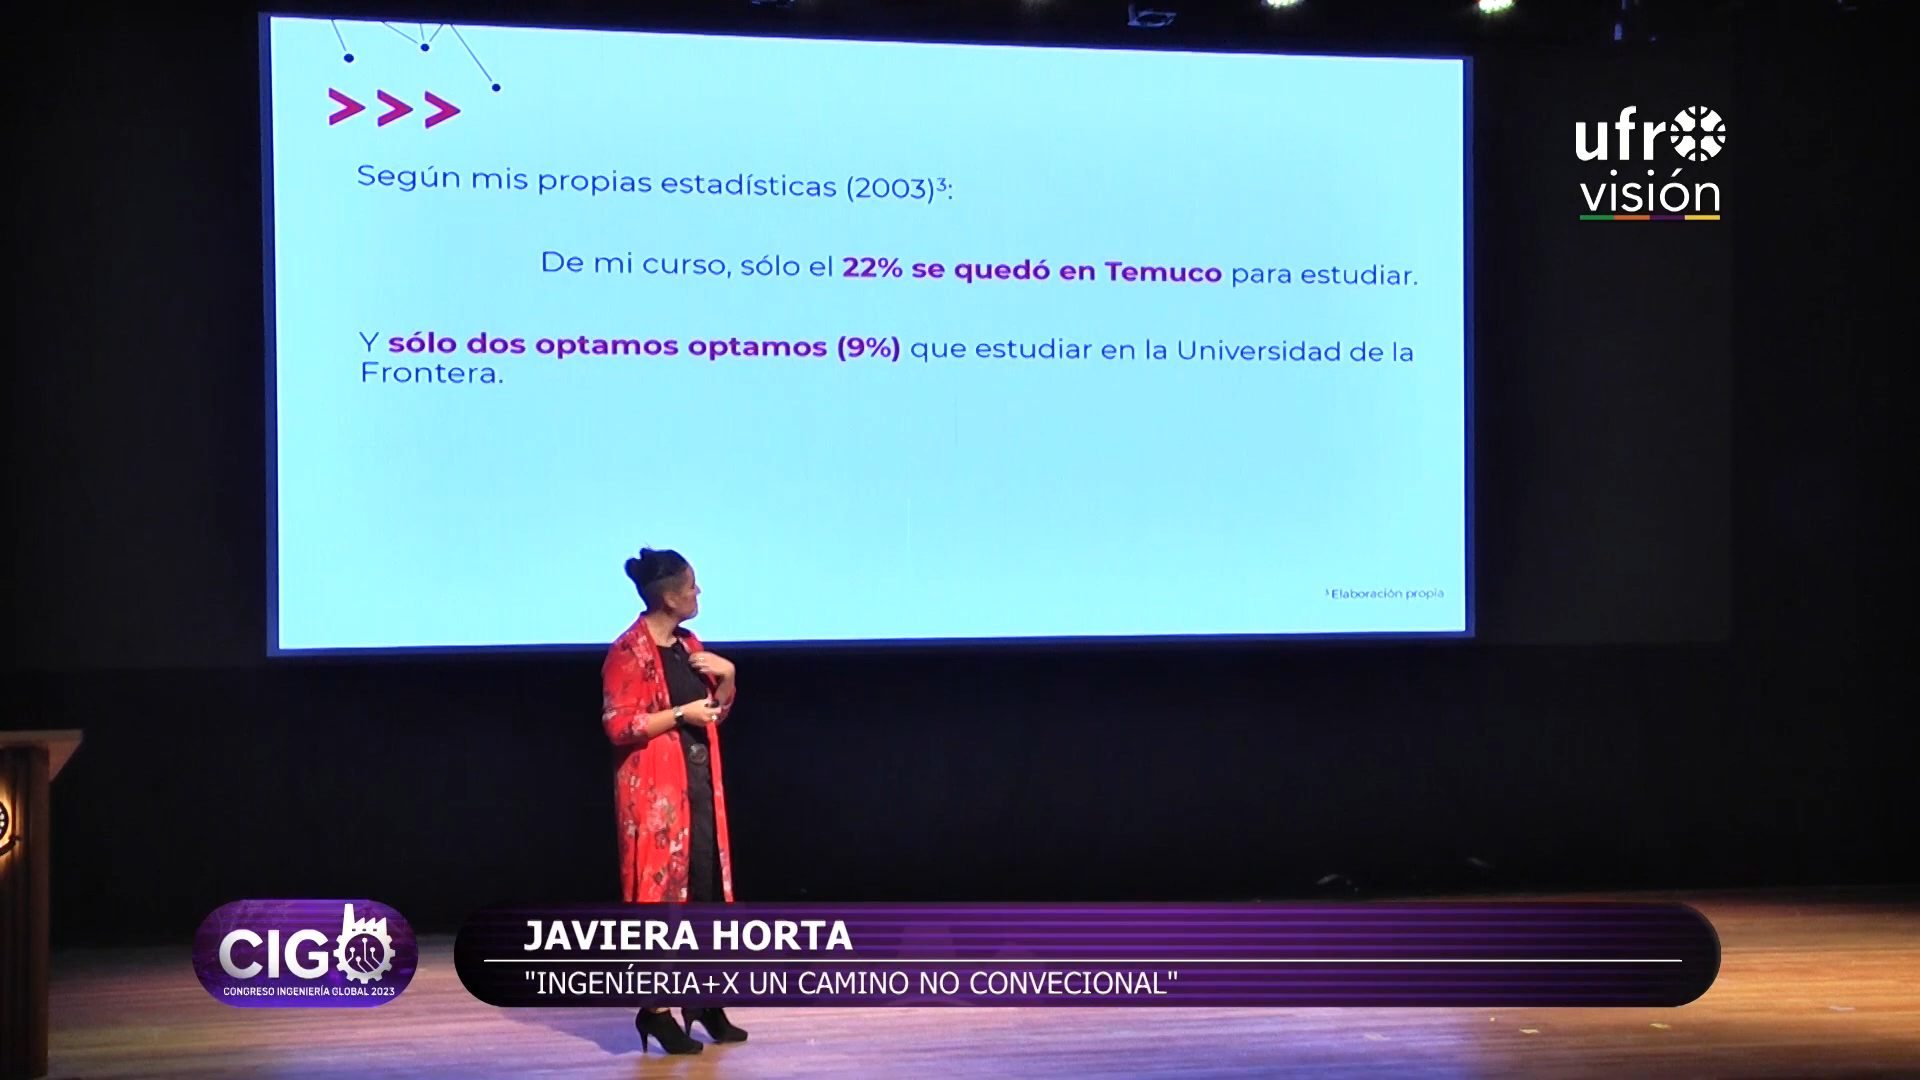 >>>
Según mis propias estadísticas (2003)³:
De mi curso, sólo el 22% se quedó en Temuco para estudiar.
Y sólo dos optamos optamos (9%) que estudiar en la Universidad de la
Frontera.
³ Elaboración propia
ufro
visión
CIGO
CONGRESO INGENIERÍA GLOBAL 2023
JAVIERA HORTA
"INGENÍERIA+X UN CAMINO NO CONVECIONAL"